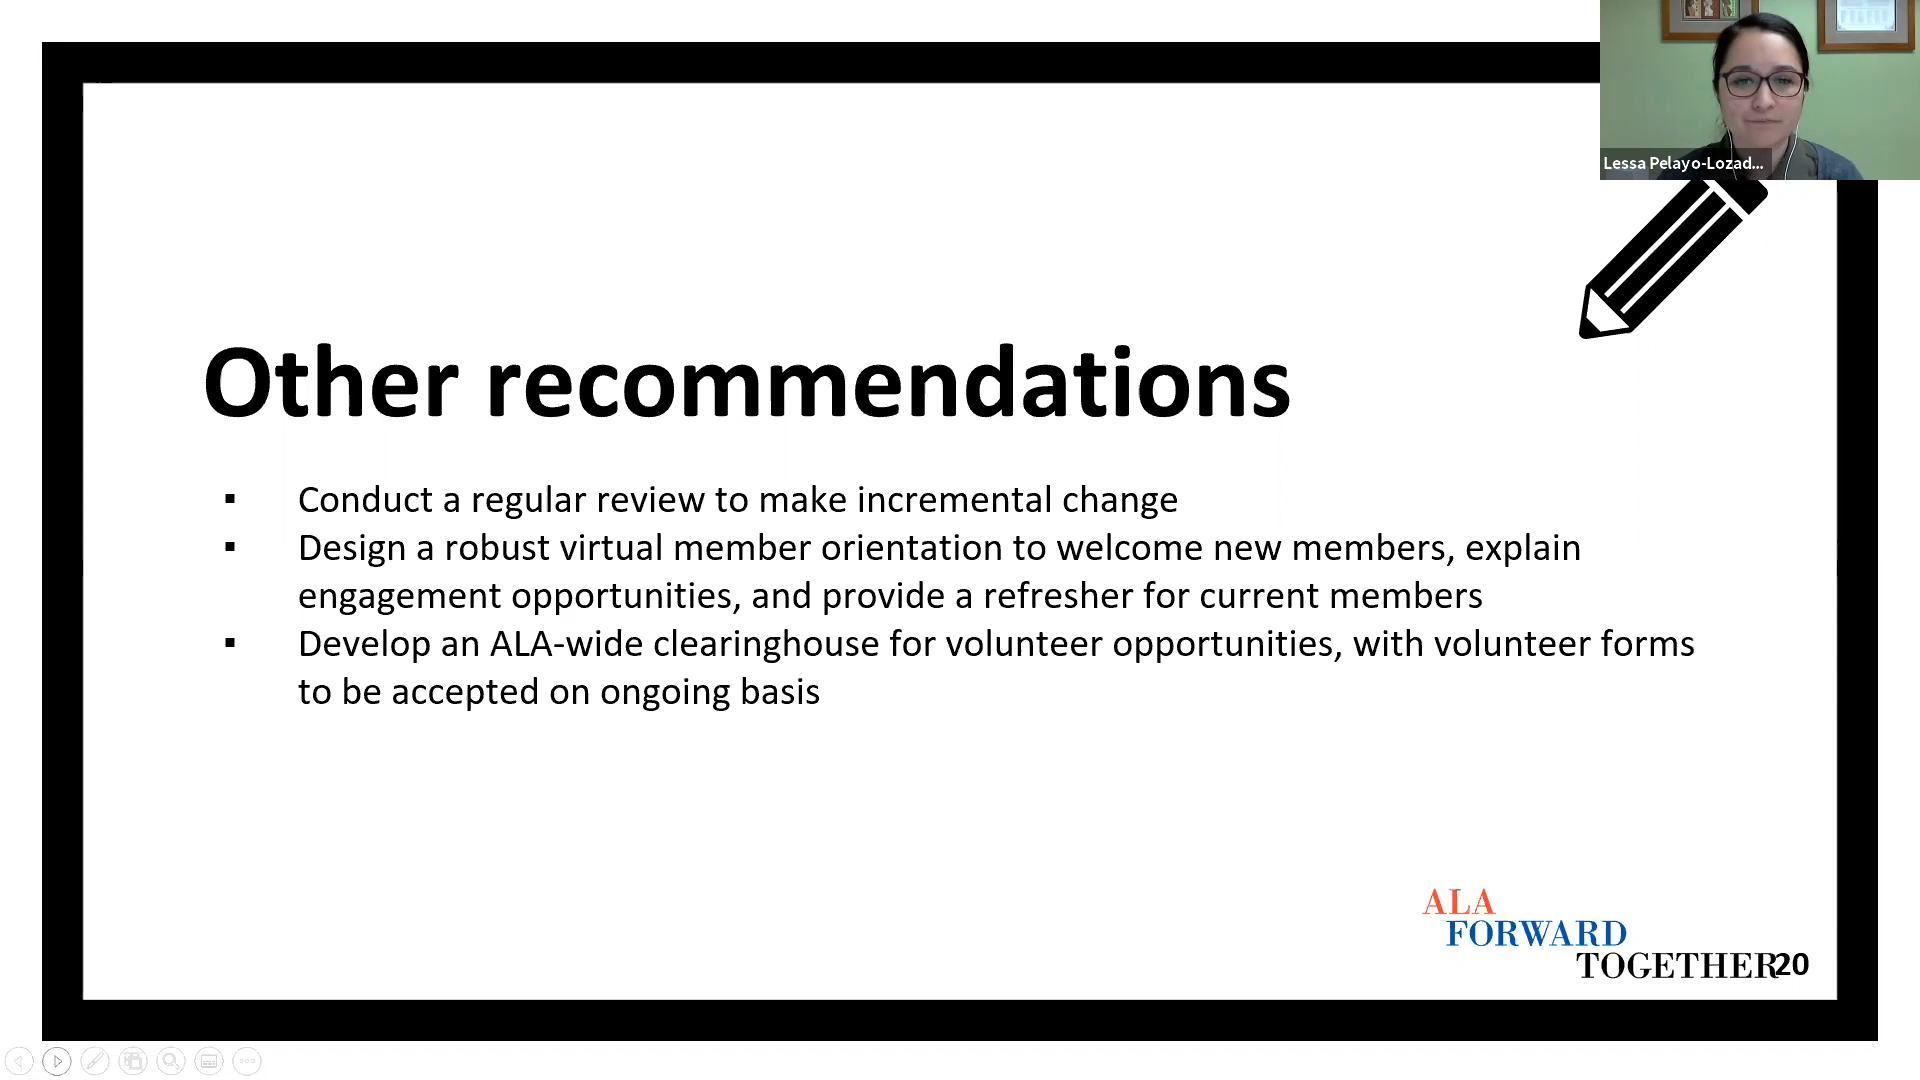 Lessa Pelayo-Lozad...
Other recommendations
▪ Conduct a regular review to make incremental change
▪ Design a robust virtual member orientation to welcome new members, explain
engagement opportunities, and provide a refresher for current members
▪ Develop an ALA-wide clearinghouse for volunteer opportunities, with volunteer forms
to be accepted on ongoing basis
ALA
FORWARD
TOGETHER
20